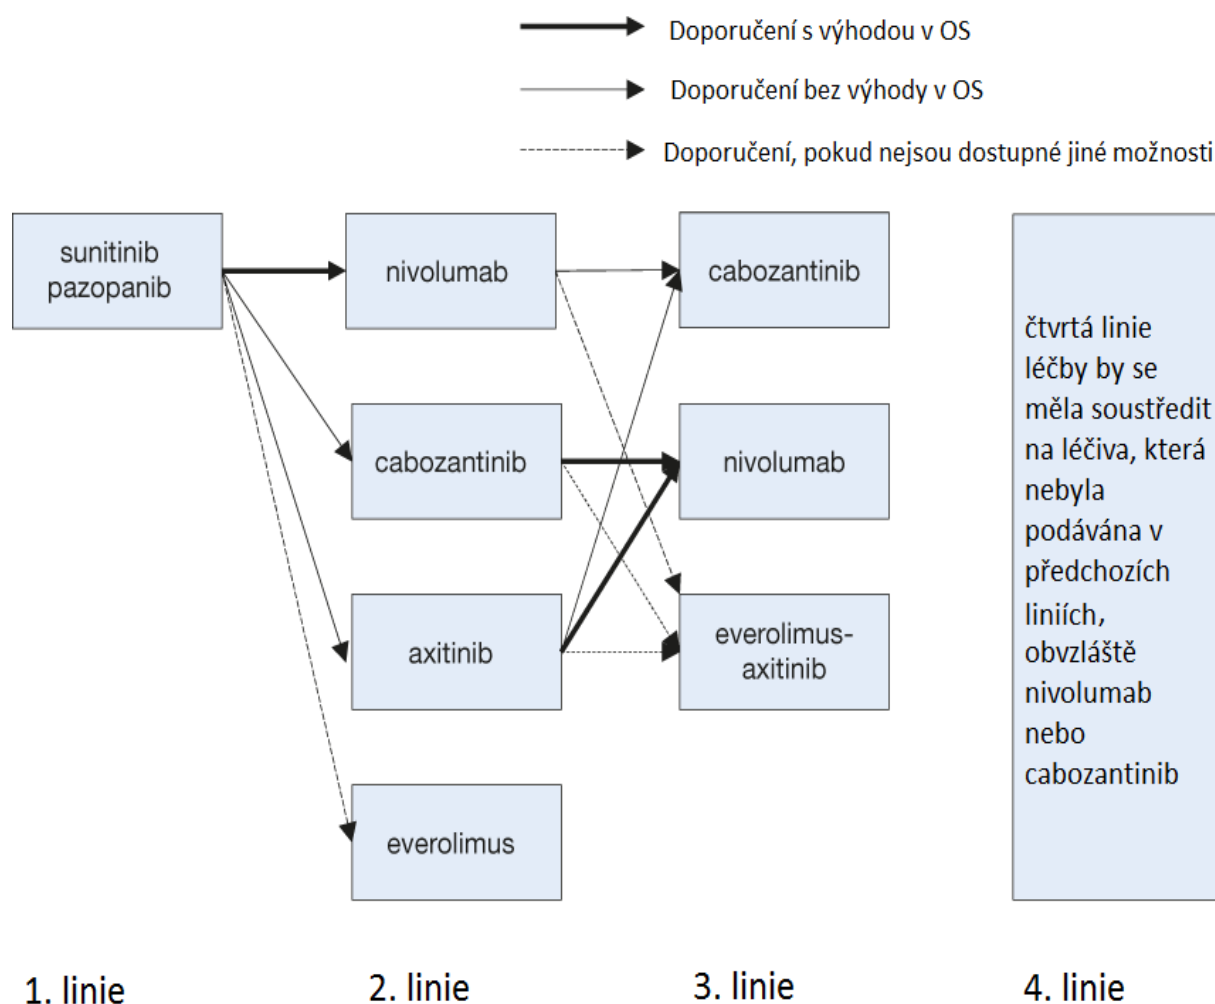 Doporučení s výhodou v OS
Doporučení bez výhody v OS
Doporučení, pokud nejsou dostupné jiné možnosti
sunitinib
pazopanib
nivolumab
cabozantinib
cabozantinib
nivolumab
axitinib
everolimus-
axitinib
everolimus
čtvrtá linie
léčby by se
měla soustředit
na léčiva, která
nebyla
podávána v
předchozích
liniích,
obvzláště
nivolumab
nebo
cabozantinib
1. linie
2. linie
3. linie
4. linie